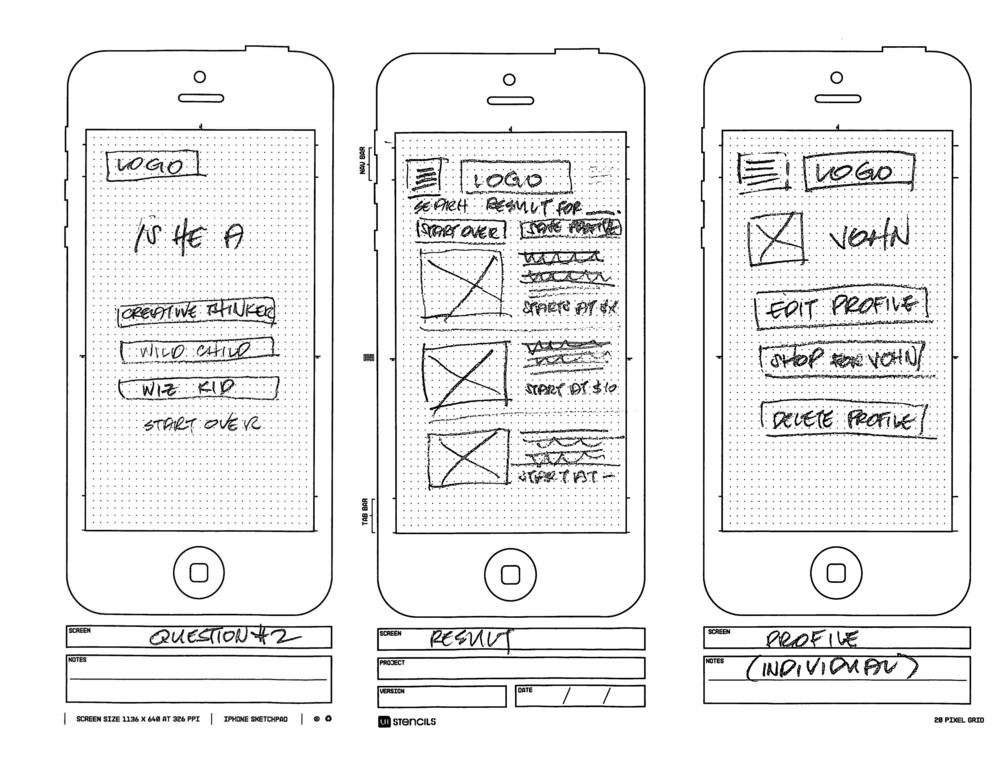 LOGO
IS HE A
CREATIVE THINKER
WILD CHILD
WIZ KID
START OVER
SCREEN
QUESTION #2
NOTES
SCREEN SIZE 1136 X 640 AT 326 PPI
IPHONE SKETCHPAD
NAV BAR
TAB BAR
LOGO
SEARH RESULT FOR ___.
START OVER
SAVE PROFILE
STARTS AT $X
START AT $10
START AT —
SCREEN
RESULT
PROJECT
VERSION
DATE / /
UI STENCILS
LOGO
JOHN
EDIT PROFILE
SHOP FOR JOHN
DELETE PROFILE
SCREEN
PROFILE
NOTES
(INDIVIDUAL)
20 PIXEL GRID